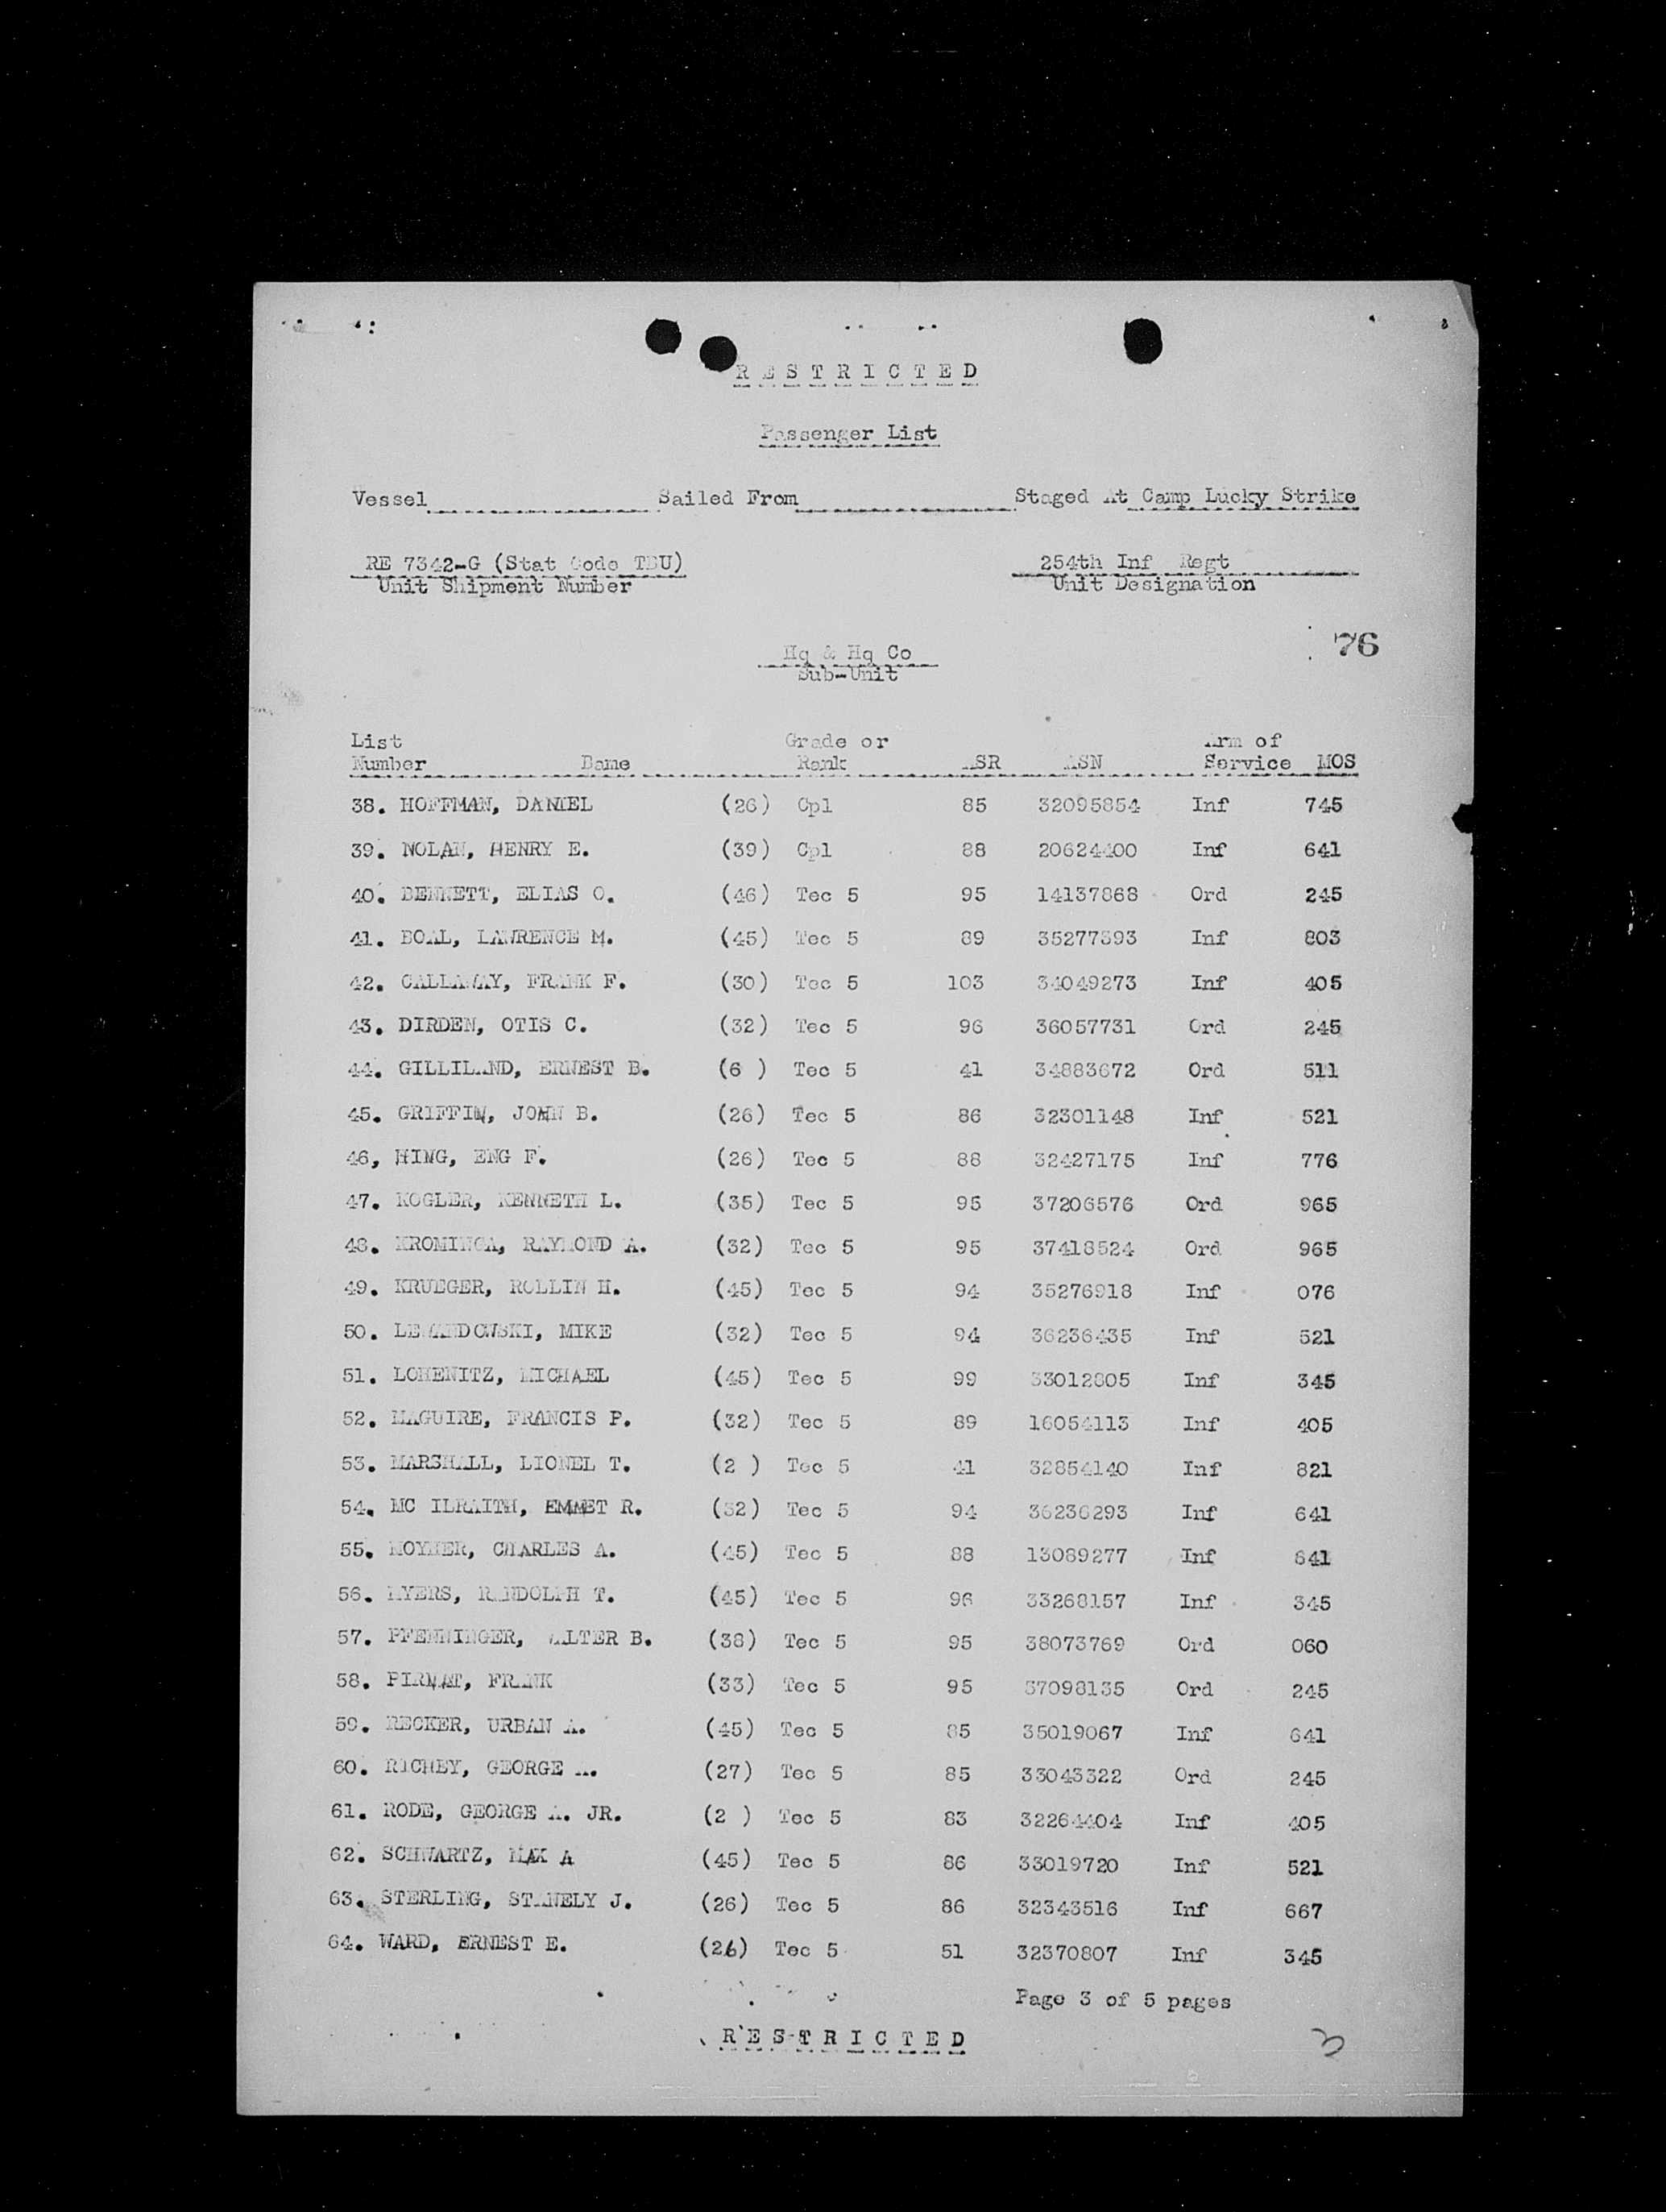 RESTRICTED
Passenger List
Vessel Sailed From Staged At Camp Lucky Strike
RE 7342-G (Stat Code TBU) 254th Inf Regt
Unit Shipment Number Unit Designation
76
Hq & Hq Co
Sub-Unit
List Grade or Arm of
Number Dame Rank ASR ASN Service MOS
38. HOFFMAN, DANIEL (26) Cpl 85 32095854 Inf 745
39. NOLAN, HENRY E. (39) Cpl 88 20624400 Inf 641
40. BENNETT, ELIAS O. (46) Tec 5 95 14137868 Ord 245
41. BOAL, LAWRENCE M. (45) Tec 5 89 35277393 Inf 803
42. CALLAWAY, FRANK F. (30) Tec 5 103 34049273 Inf 405
43. DIRDEN, OTIS C. (32) Tec 5 96 36057731 Ord 245
44. GILLILAND, ERNEST B. (6 ) Tec 5 41 34883672 Ord 511
45. GRIFFIN, JOHN B. (26) Tec 5 86 32301148 Inf 521
46, HING, ENG F. (26) Tec 5 88 32427175 Inf 776
47. KOGLER, KENNETH L. (35) Tec 5 95 37206576 Ord 965
48. KROMINGA, RAYMOND A. (32) Tec 5 95 37418524 Ord 965
49. KRUEGER, ROLLIN H. (45) Tec 5 94 35276918 Inf 076
50. LEWANDOWSKI, MIKE (32) Tec 5 94 36236435 Inf 521
51. LOHENITZ, MICHAEL (45) Tec 5 99 33012805 Inf 345
52. MAGUIRE, FRANCIS P. (32) Tec 5 89 16054113 Inf 405
53. MARSHALL, LIONEL T. (2 ) Tec 5 41 32854140 Inf 821
54. MC ILRAITH, EMMET R. (32) Tec 5 94 36236293 Inf 641
55. MOYHER, CHARLES A. (45) Tec 5 88 13089277 Inf 641
56. MYERS, RANDOLPH T. (45) Tec 5 96 33268157 Inf 345
57. PFENNINGER, WALTER B. (38) Tec 5 95 38073769 Ord 060
58. PIRNAT, FRANK (33) Tec 5 95 37098135 Ord 245
59. RECKER, URBAN A. (45) Tec 5 85 35019067 Inf 641
60. RICHEY, GEORGE A. (27) Tec 5 85 33043322 Ord 245
61. RODE, GEORGE A. JR. (2 ) Tec 5 83 32264404 Inf 405
62. SCHWARTZ, MAX A (45) Tec 5 86 33019720 Inf 521
63. STERLING, STANELY J. (26) Tec 5 86 32343516 Inf 667
64. WARD, ERNEST E. (26) Tec 5 51 32370807 Inf 345
Page 3 of 5 pages
RESTRICTED
3